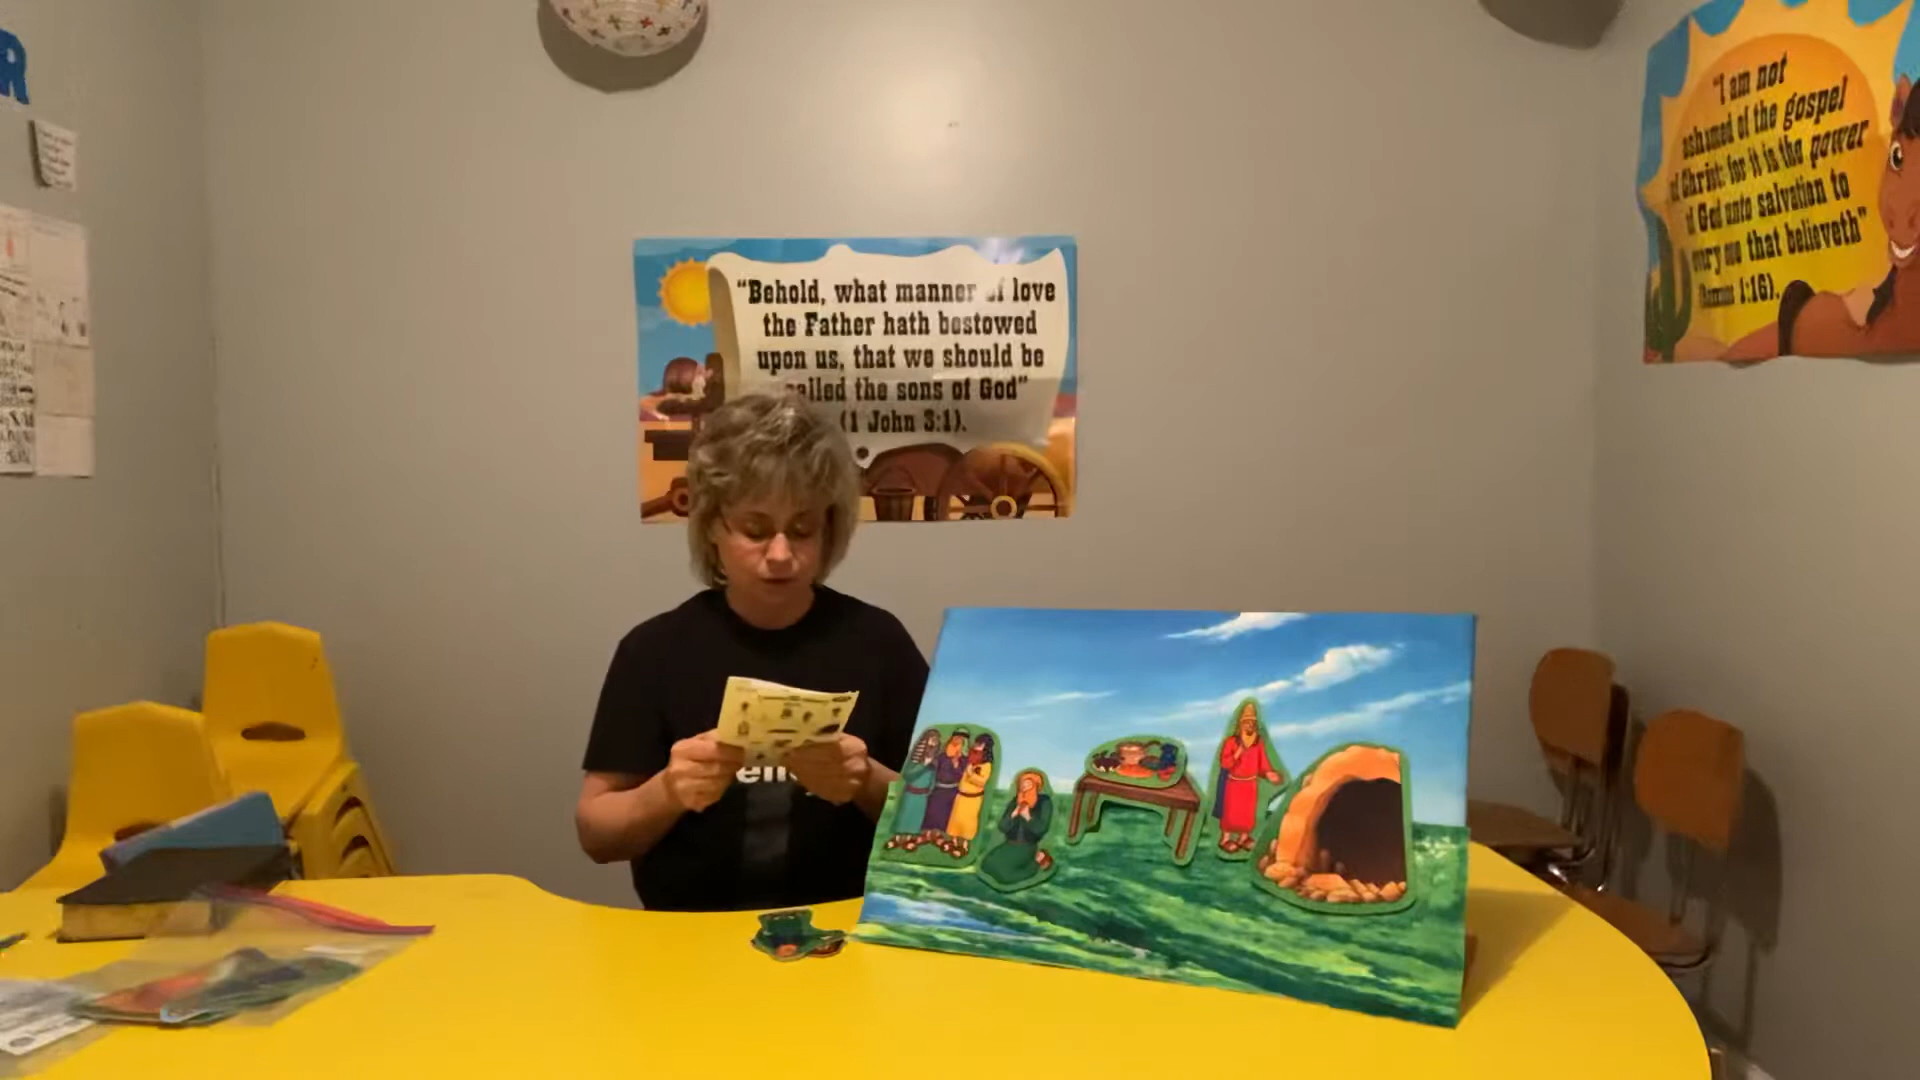 R
"Behold, what manner of love
the Father hath bestowed
upon us, that we should be
called the sons of God"
(1 John 3:1).
"I am not
ashamed of the gospel
of Christ: for it is the power
of God unto salvation to
every one that believeth"
(Romans 1:16).